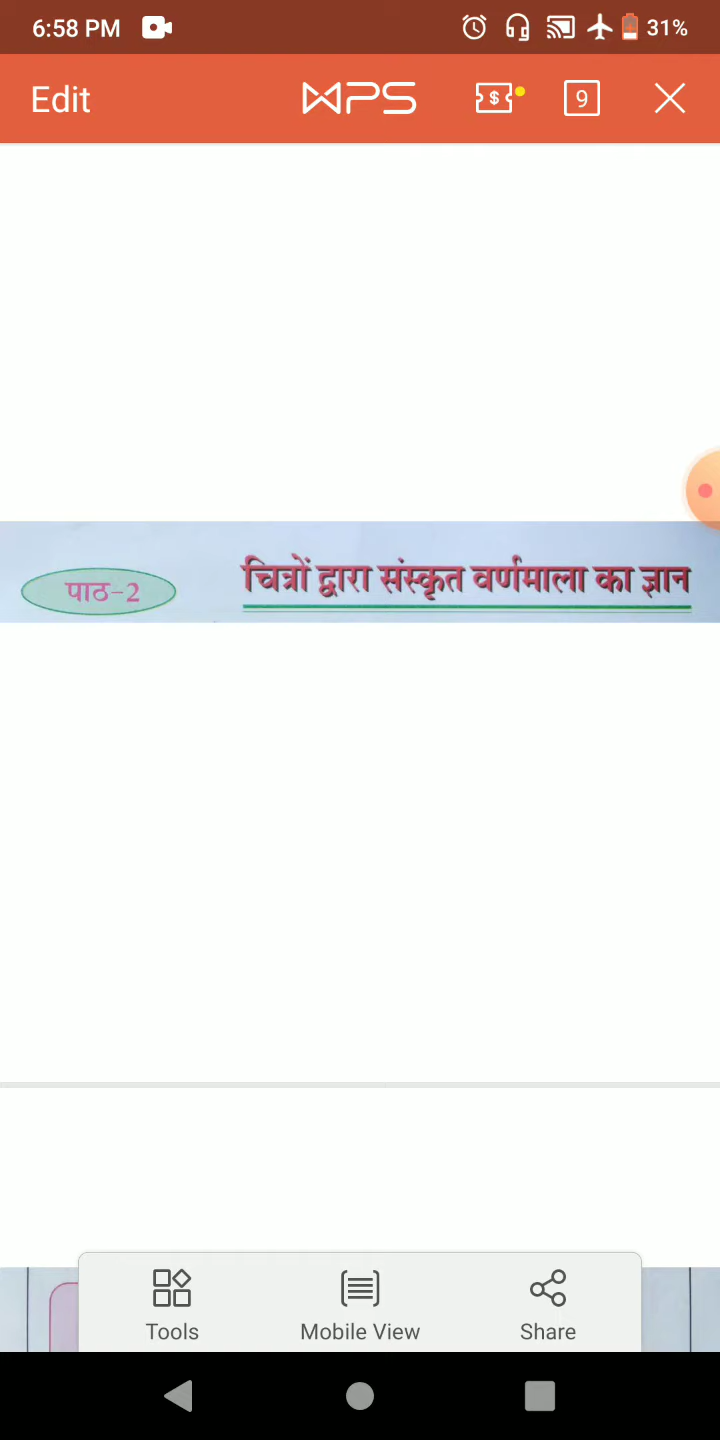 6:58 PM
31%
Edit
WPS
$
9
पाठ-2
चित्रों द्वारा संस्कृत वर्णमाला का ज्ञान
Tools
Mobile View
Share